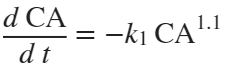 d CA / d t = −k₁ CA^1.1